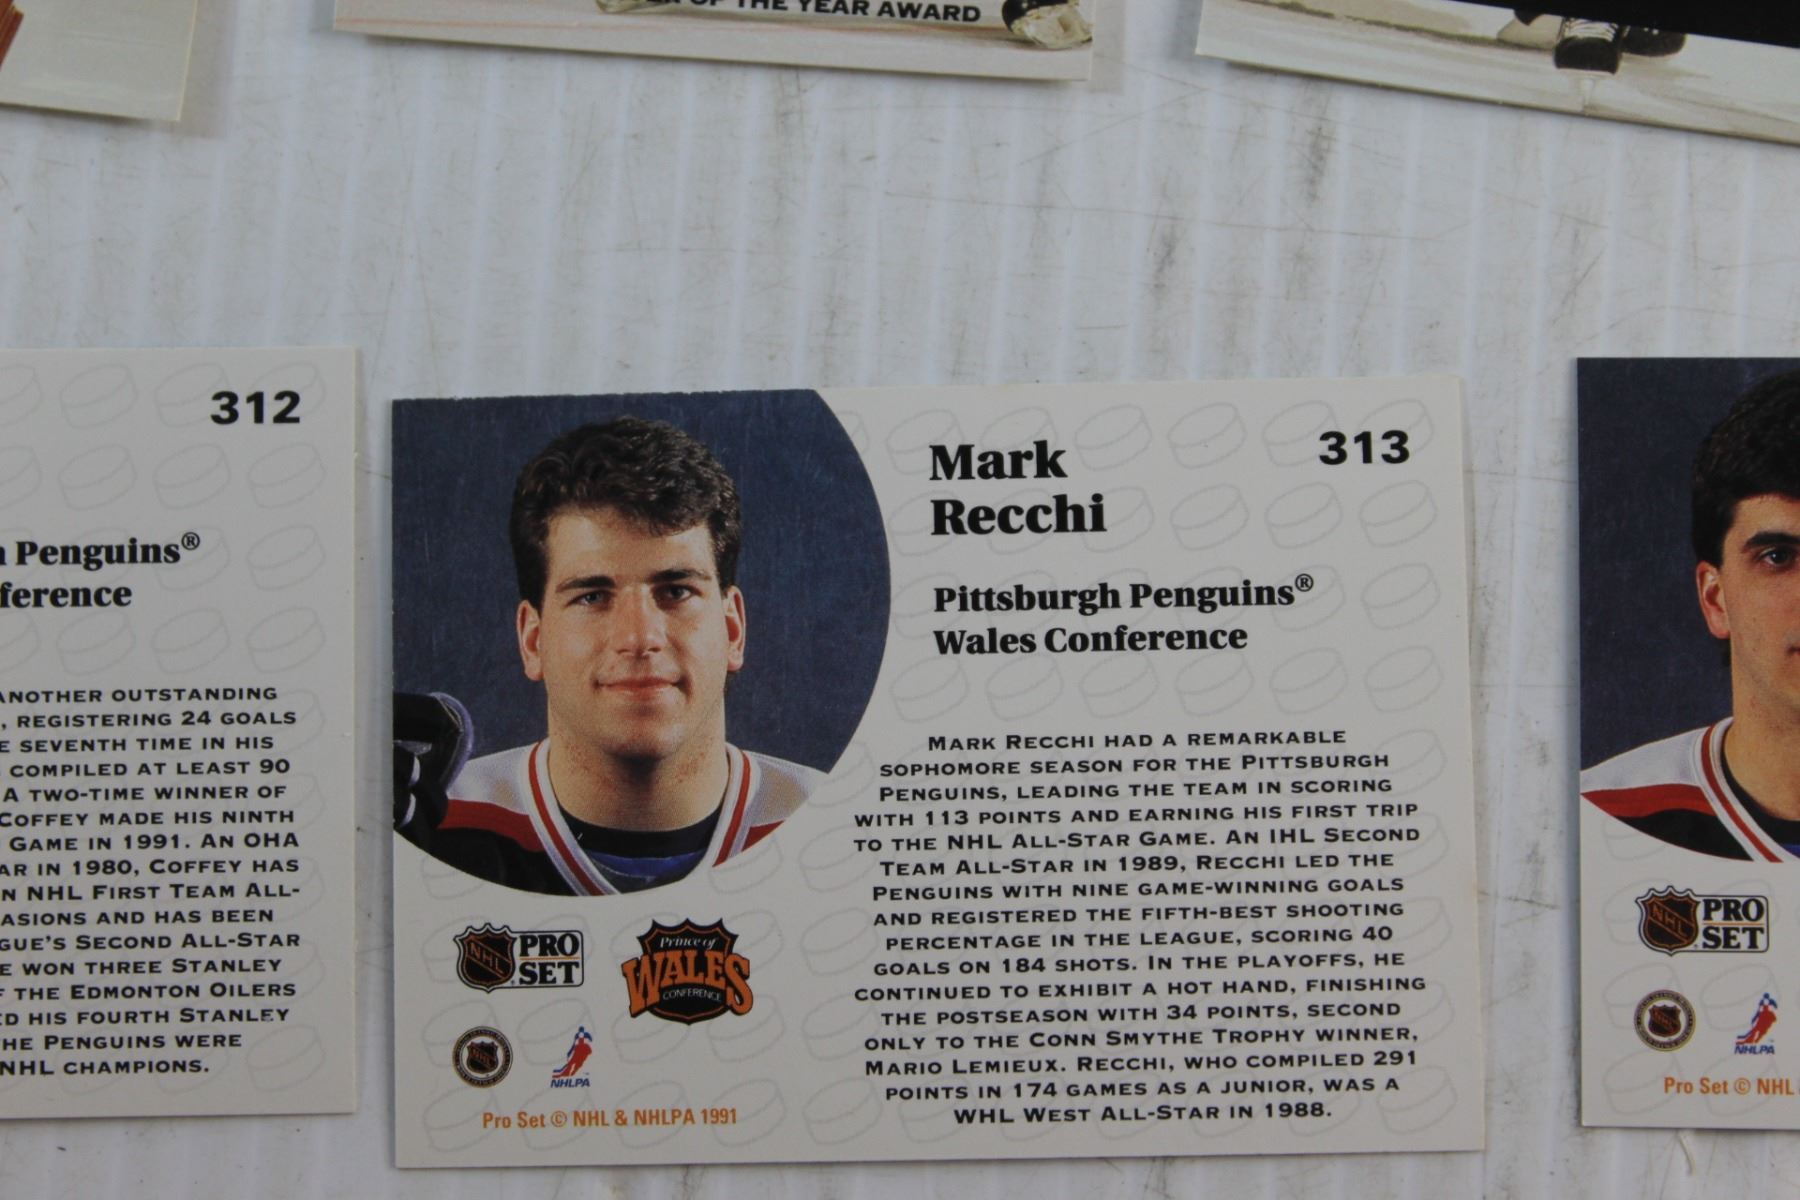 OF THE YEAR AWARD
312
Penguins®
ANOTHER OUTSTANDING
, REGISTERING 24 GOALS
SEVENTH TIME IN HIS
COMPILED AT LEAST 90
A TWO-TIME WINNER OF
COFFEY MADE HIS NINTH
GAME IN 1991. AN OHA
IN 1980, COFFEY HAS
NHL FIRST TEAM ALL-
AND HAS BEEN
SECOND ALL-STAR
WON THREE STANLEY
THE EDMONTON OILERS
HIS FOURTH STANLEY
PENGUINS WERE
NHL CHAMPIONS.
Mark
Recchi
313
Pittsburgh Penguins®
Wales Conference
MARK RECCHI HAD A REMARKABLE
SOPHOMORE SEASON FOR THE PITTSBURGH
PENGUINS, LEADING THE TEAM IN SCORING
WITH 113 POINTS AND EARNING HIS FIRST TRIP
TO THE NHL ALL-STAR GAME. AN IHL SECOND
TEAM ALL-STAR IN 1989, RECCHI LED THE
PENGUINS WITH NINE GAME-WINNING GOALS
AND REGISTERED THE FIFTH-BEST SHOOTING
PERCENTAGE IN THE LEAGUE, SCORING 40
GOALS ON 184 SHOTS. IN THE PLAYOFFS, HE
CONTINUED TO EXHIBIT A HOT HAND, FINISHING
THE POSTSEASON WITH 34 POINTS, SECOND
ONLY TO THE CONN SMYTHE TROPHY WINNER,
MARIO LEMIEUX. RECCHI, WHO COMPILED 291
POINTS IN 174 GAMES AS A JUNIOR, WAS A
WHL WEST ALL-STAR IN 1988.
NHL PRO
SET
Prince of
WALES
CONFERENCE
NHLPA
Pro Set © NHL & NHLPA 1991
NHL PRO
SET
NHLPA
Pro Set © NHL